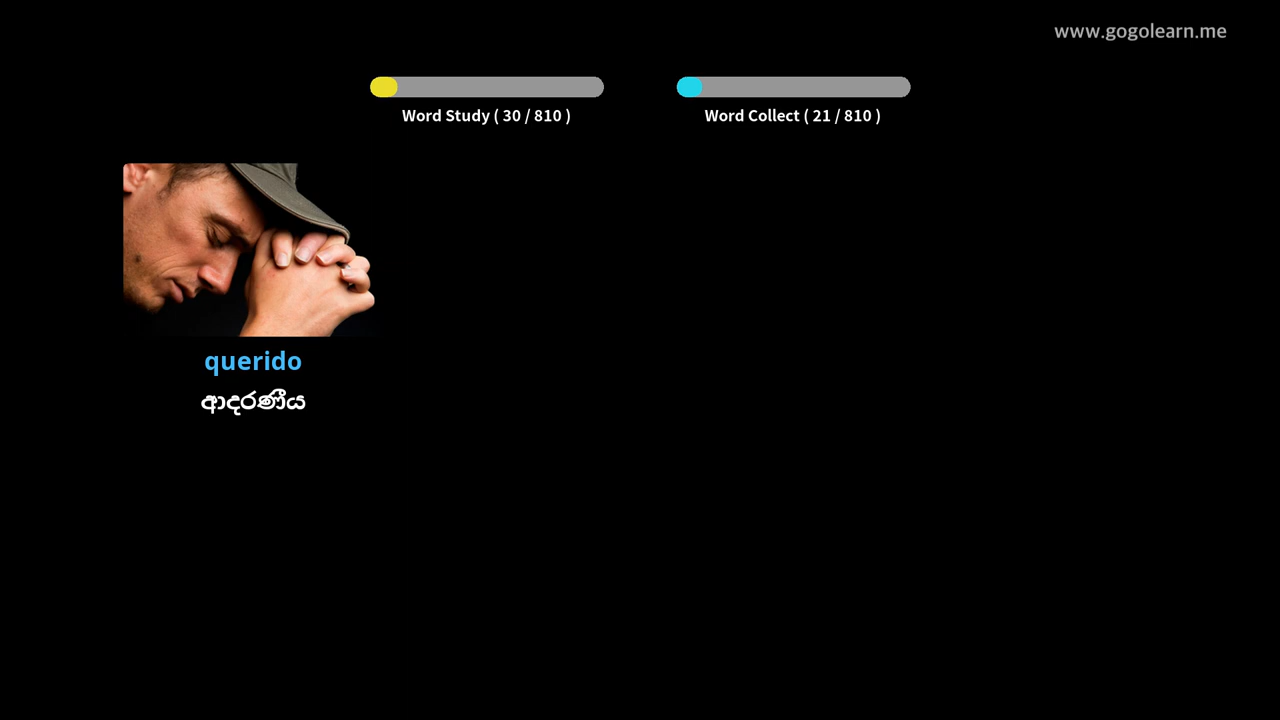 www.gogolearn.me
Word Study ( 30 / 810 )
Word Collect ( 21 / 810 )
querido
ආදරණීය